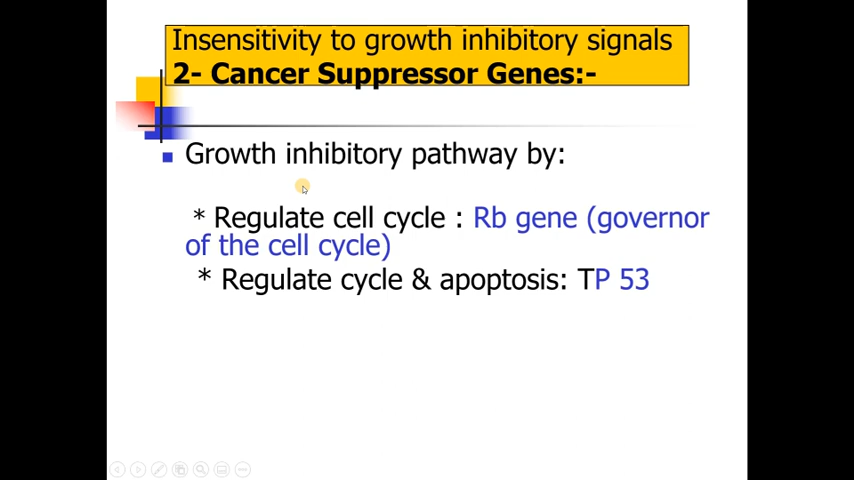 Insensitivity to growth inhibitory signals
2- Cancer Suppressor Genes:-
Growth inhibitory pathway by:
* Regulate cell cycle : Rb gene (governor
of the cell cycle)
* Regulate cycle & apoptosis: TP 53